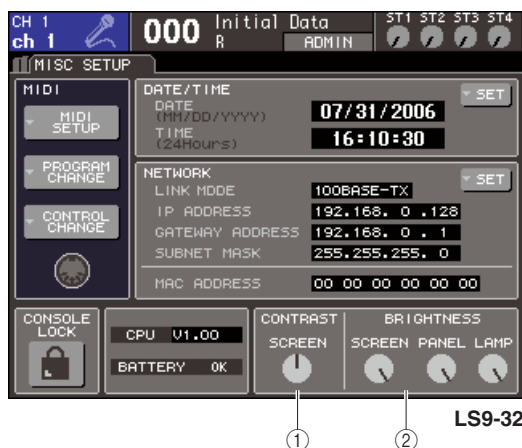 CH 1
ch 1
000
Initial Data
R
ADMIN
ST1 ST2 ST3 ST4
MISC SETUP
MIDI
MIDI SETUP
PROGRAM CHANGE
CONTROL CHANGE
DATE/TIME
SET
DATE (MM/DD/YYYY)
07/31/2006
TIME (24Hours)
16:10:30
NETWORK
SET
LINK MODE
100BASE-TX
IP ADDRESS
192.168. 0 .128
GATEWAY ADDRESS
192.168. 0 . 1
SUBNET MASK
255.255.255. 0
MAC ADDRESS
00 00 00 00 00 00
CONSOLE LOCK
CPU V1.00
BATTERY OK
CONTRAST
SCREEN
BRIGHTNESS
SCREEN PANEL LAMP
LS9-32
① ②